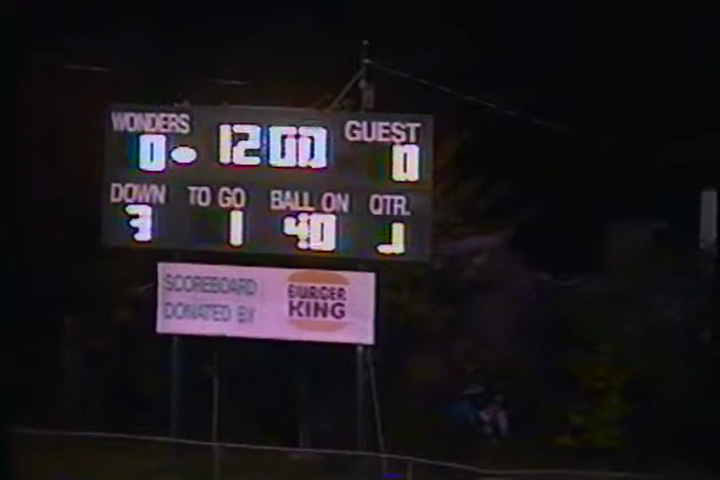 WONDERS 12:00 GUEST
0 0
DOWN TO GO BALL ON QTR.
3 1 40 1
SCOREBOARD
DONATED BY
BURGER
KING